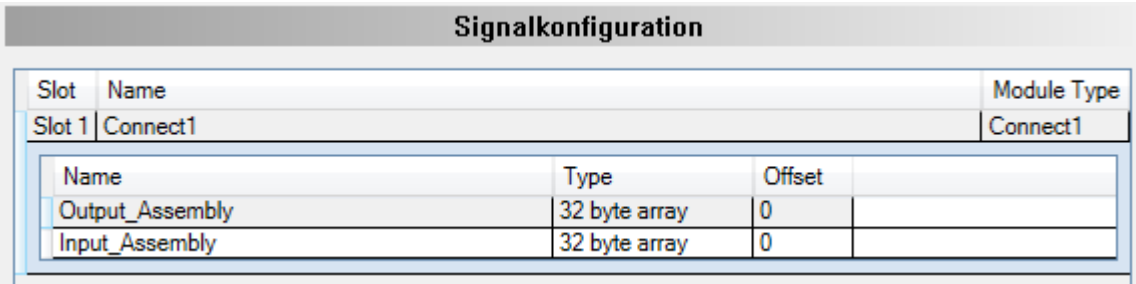 Signalkonfiguration
Slot Name Module Type
Slot 1 Connect1 Connect1
Name Type Offset
Output_Assembly 32 byte array 0
Input_Assembly 32 byte array 0